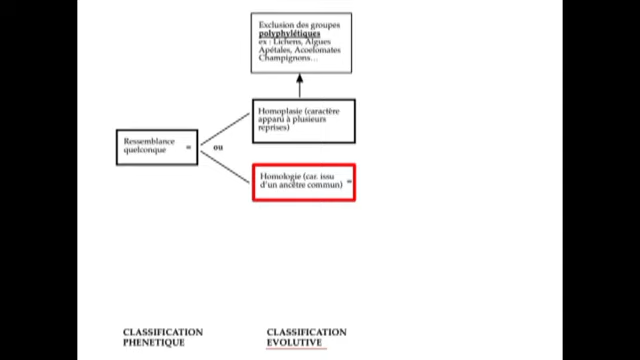 Exclusion des groupes
polyphylétiques
ex : Lichens, Algues
Apétales, Acoelomates
Champignons...
Homoplasie (caractère
apparu à plusieurs
reprises)
Ressemblance
quelconque =
ou
Homologie (car. issu
d'un ancêtre commun) =
CLASSIFICATION
PHENETIQUE
CLASSIFICATION
EVOLUTIVE